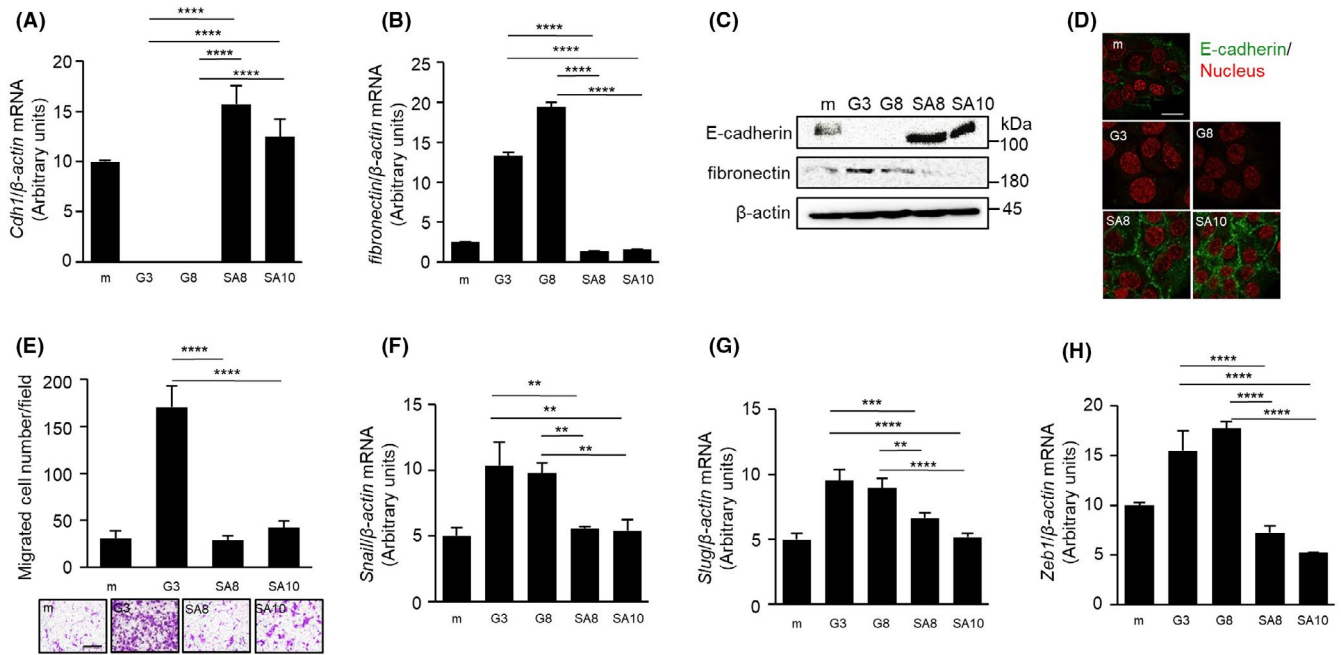 (A)
****
****
****
****
Cdh1/β-actin mRNA
(Arbitrary units)
20
15
10
5
0
m G3 G8 SA8 SA10
(B)
****
****
****
****
fibronectin/β-actin mRNA
(Arbitrary units)
25
20
15
10
5
0
m G3 G8 SA8 SA10
(C)
m G3 G8 SA8 SA10
kDa
E-cadherin
100
fibronectin
180
β-actin
45
(D)
m
E-cadherin/
Nucleus
G3
G8
SA8
SA10
(E)
****
****
Migrated cell number/field
200
150
100
50
0
m G3 SA8 SA10
m
G3
SA8
SA10
(F)
**
**
**
**
Snail/β-actin mRNA
(Arbitrary units)
15
10
5
0
m G3 G8 SA8 SA10
(G)
***
****
**
****
Slug/β-actin mRNA
(Arbitrary units)
15
10
5
0
m G3 G8 SA8 SA10
(H)
****
****
****
****
Zeb1/β-actin mRNA
(Arbitrary units)
20
15
10
5
0
m G3 G8 SA8 SA10